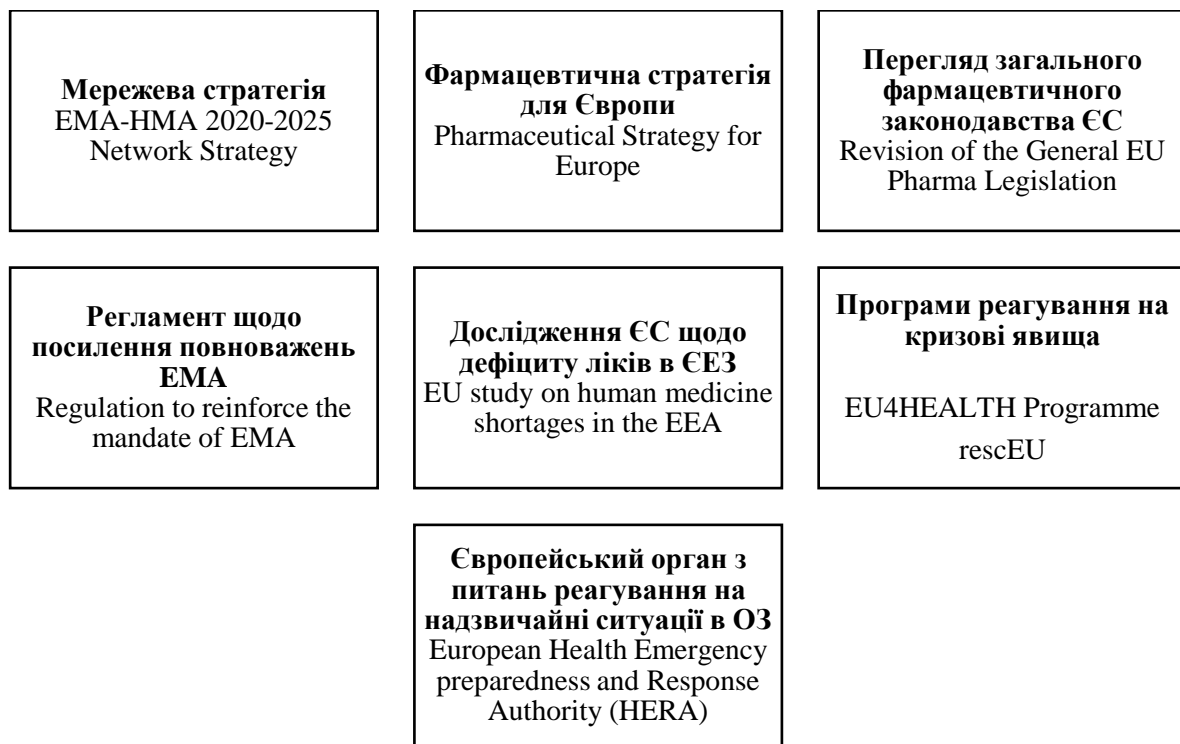 Мережева стратегія
EMA-HMA 2020-2025
Network Strategy
Фармацевтична стратегія
для Європи
Pharmaceutical Strategy for
Europe
Перегляд загального
фармацевтичного
законодавства ЄС
Revision of the General EU
Pharma Legislation
Регламент щодо
посилення повноважень
ЕМА
Regulation to reinforce the
mandate of EMA
Дослідження ЄС щодо
дефіциту ліків в ЄЕЗ
EU study on human medicine
shortages in the EEA
Програми реагування на
кризові явища
EU4HEALTH Programme
rescEU
Європейський орган з
питань реагування на
надзвичайні ситуації в ОЗ
European Health Emergency
preparedness and Response
Authority (HERA)